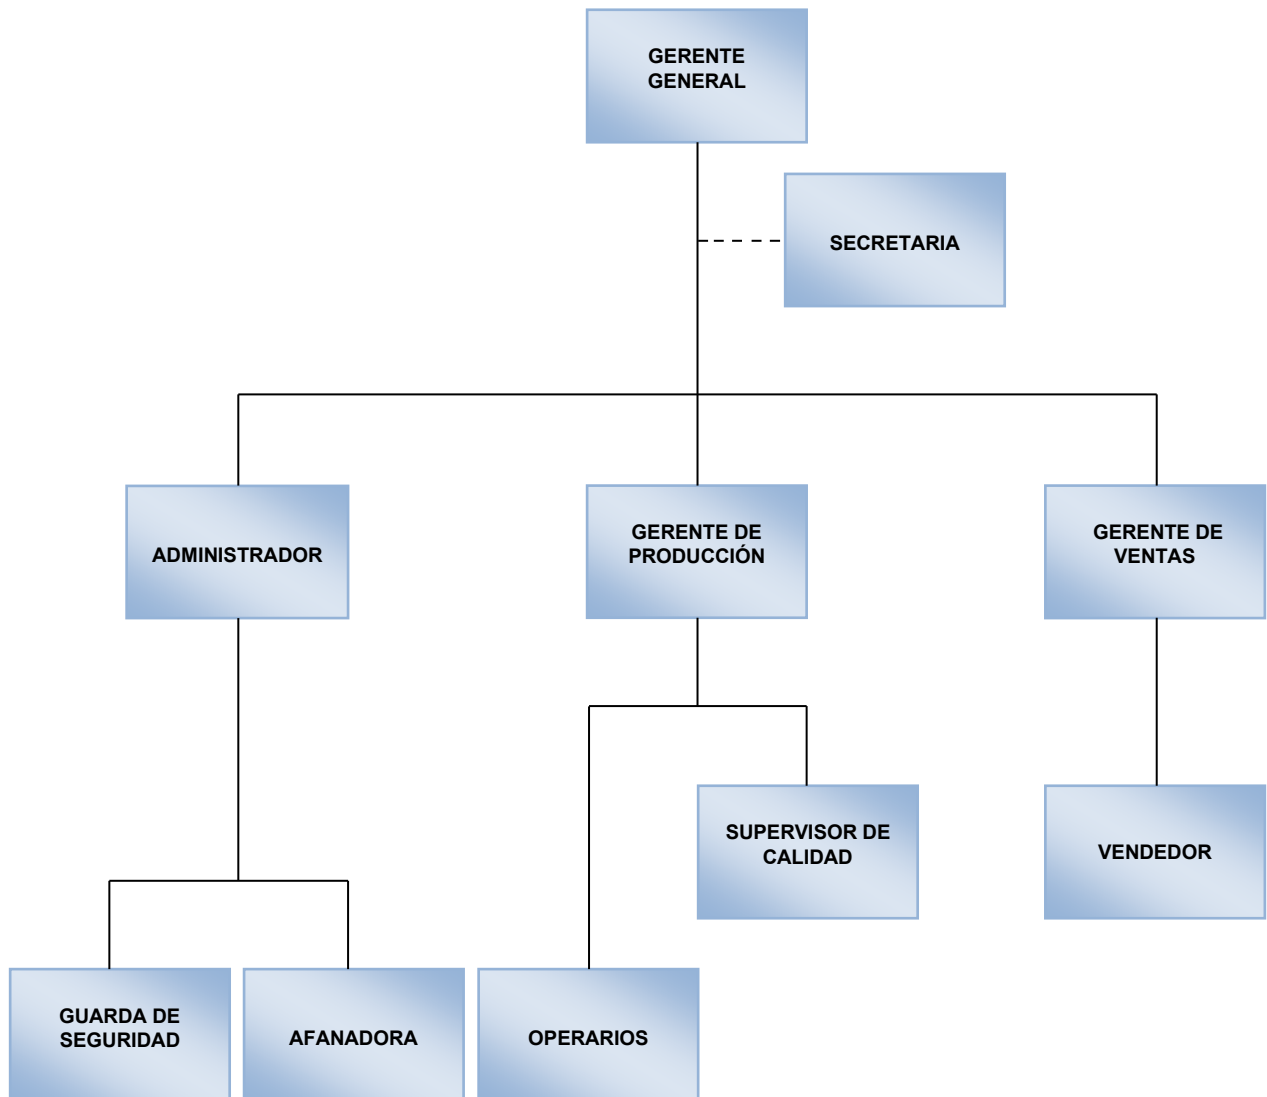 GERENTE
GENERAL
SECRETARIA
ADMINISTRADOR
GERENTE DE
PRODUCCIÓN
GERENTE DE
VENTAS
SUPERVISOR DE
CALIDAD
VENDEDOR
GUARDA DE
SEGURIDAD
AFANADORA
OPERARIOS